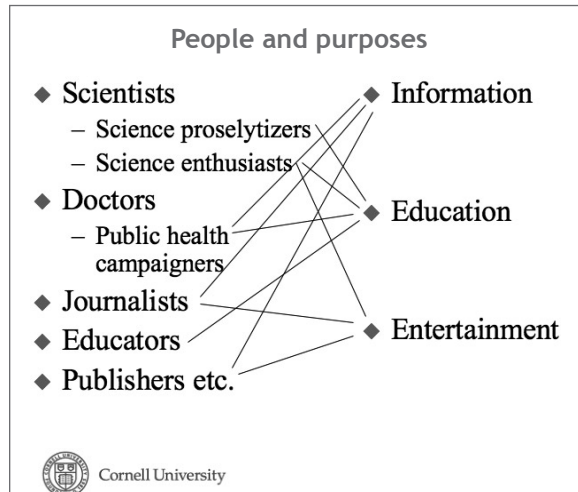 People and purposes
◆ Scientists
– Science proselytizers
– Science enthusiasts
◆ Doctors
– Public health
campaigners
◆ Journalists
◆ Educators
◆ Publishers etc.
◆ Information
◆ Education
◆ Entertainment
Cornell University